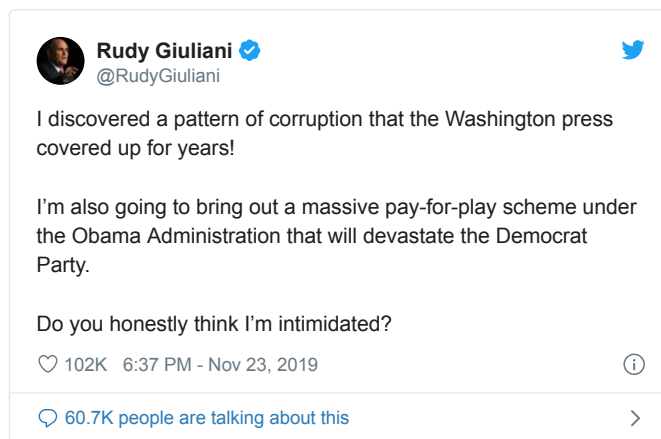 Rudy Giuliani
@RudyGiuliani
I discovered a pattern of corruption that the Washington press
covered up for years!
I’m also going to bring out a massive pay-for-play scheme under
the Obama Administration that will devastate the Democrat
Party.
Do you honestly think I’m intimidated?
102K 6:37 PM - Nov 23, 2019
60.7K people are talking about this